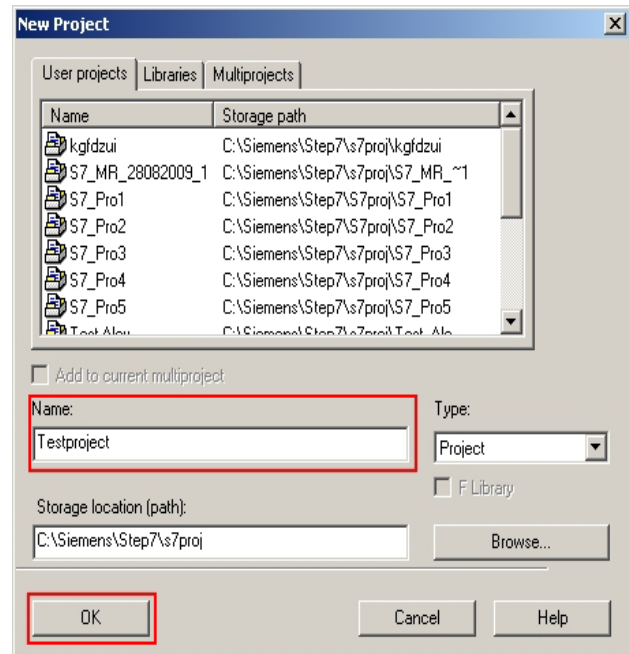 New Project
User projects Libraries Multiprojects
Name Storage path
kgfdzui C:\Siemens\Step7\s7proj\kgfdzui
S7_MR_28082009_1 C:\Siemens\Step7\s7proj\S7_MR_~1
S7_Pro1 C:\Siemens\Step7\S7proj\S7_Pro1
S7_Pro2 C:\Siemens\Step7\S7proj\S7_Pro2
S7_Pro3 C:\Siemens\Step7\s7proj\S7_Pro3
S7_Pro4 C:\Siemens\Step7\s7proj\S7_Pro4
S7_Pro5 C:\Siemens\Step7\s7proj\S7_Pro5
Add to current multiproject
Name: Type:
Testproject Project
F Library
Storage location (path):
C:\Siemens\Step7\s7proj Browse...
OK Cancel Help